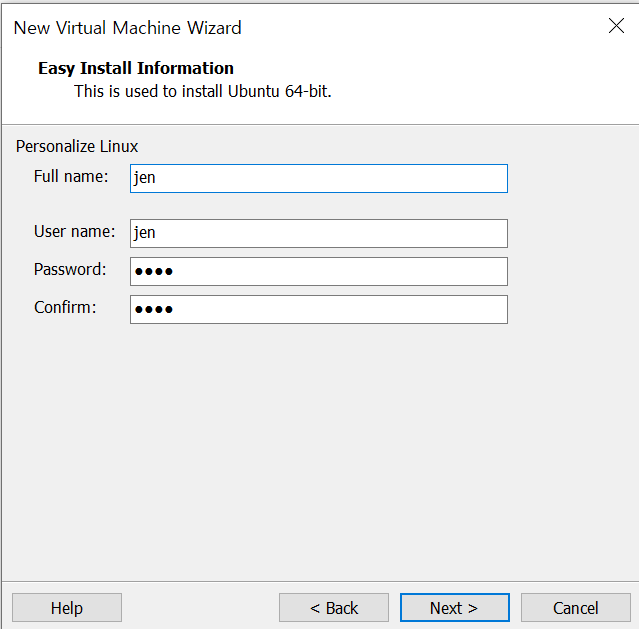 New Virtual Machine Wizard
Easy Install Information
This is used to install Ubuntu 64-bit.
Personalize Linux
Full name: jen
User name: jen
Password: ●●●●
Confirm: ●●●●
Help < Back Next > Cancel